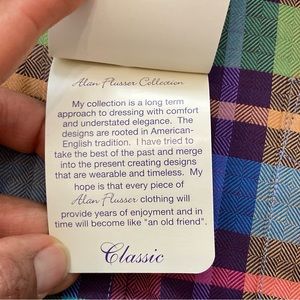 Alan Flusser Collection
My collection is a long term
approach to dressing with comfort
and understated elegance. The
designs are rooted in American-
English tradition. I have tried to
take the best of the past and merge
into the present creating designs
that are wearable and timeless. My
hope is that every piece of
Alan Flusser clothing will
provide years of enjoyment and in
time will become like "an old friend".
Classic